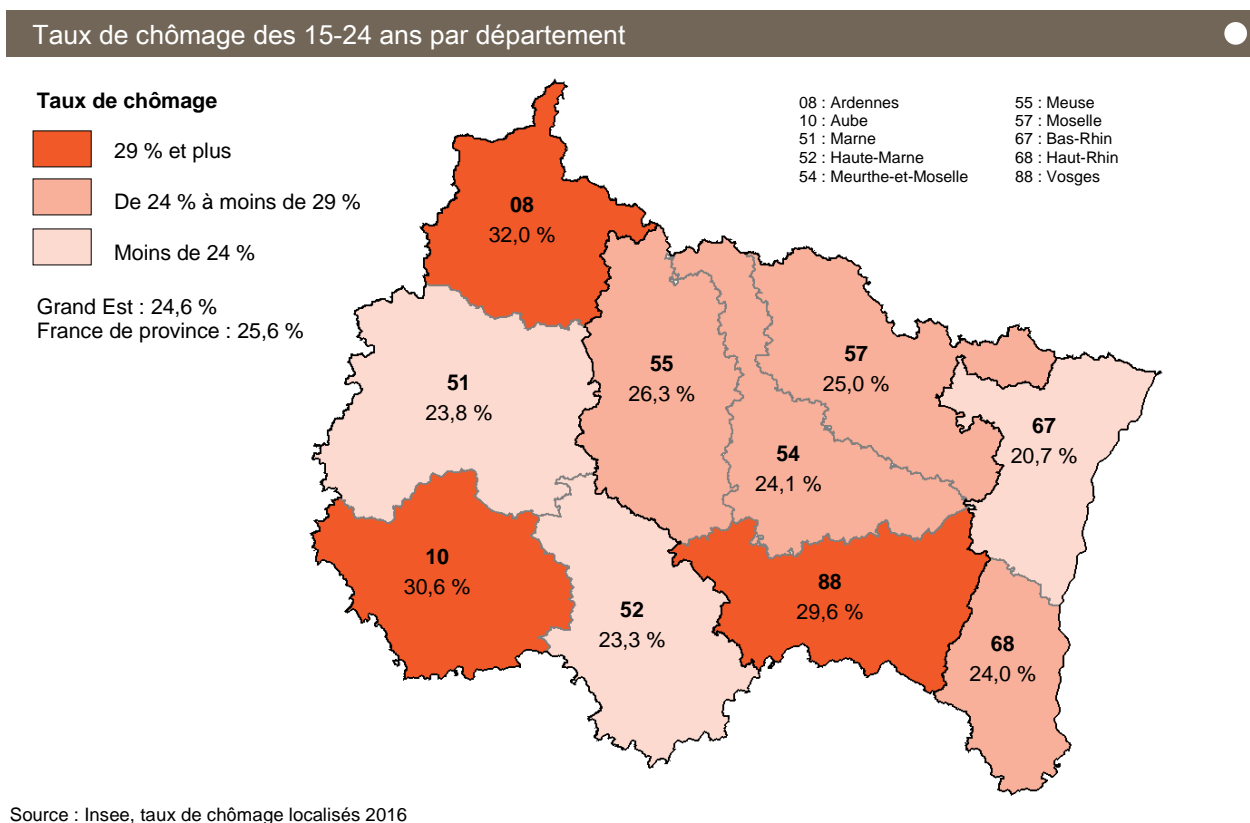 Taux de chômage des 15-24 ans par département
Taux de chômage
29 % et plus
De 24 % à moins de 29 %
Moins de 24 %
Grand Est : 24,6 %
France de province : 25,6 %
08 : Ardennes
10 : Aube
51 : Marne
52 : Haute-Marne
54 : Meurthe-et-Moselle
55 : Meuse
57 : Moselle
67 : Bas-Rhin
68 : Haut-Rhin
88 : Vosges
08
32,0 %
51
23,8 %
55
26,3 %
57
25,0 %
67
20,7 %
54
24,1 %
10
30,6 %
52
23,3 %
88
29,6 %
68
24,0 %
Source : Insee, taux de chômage localisés 2016